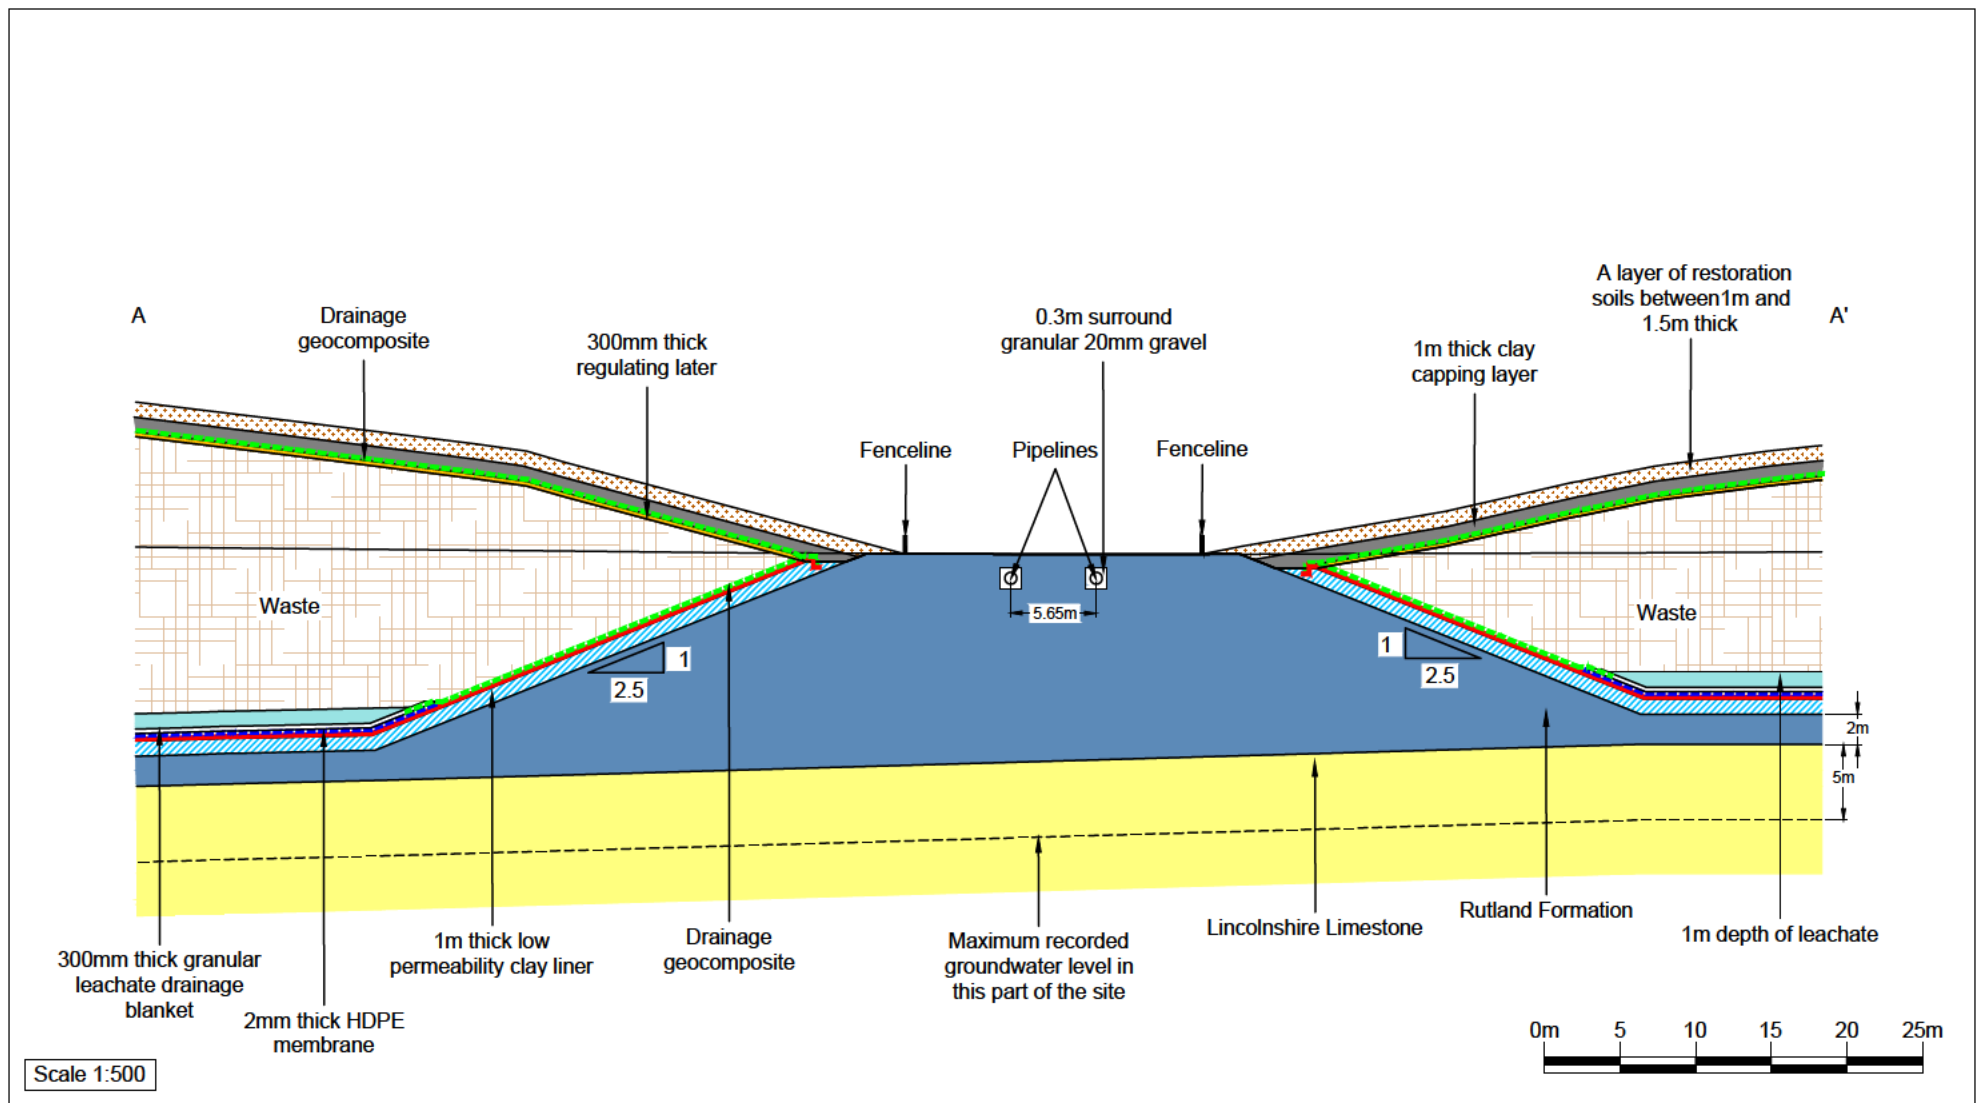 A
Drainage
geocomposite
300mm thick
regulating later
0.3m surround
granular 20mm gravel
1m thick clay
capping layer
A layer of restoration
soils between1m and
1.5m thick
A'
Fenceline
Pipelines
Fenceline
Waste
5.65m
Waste
1
2.5
1
2.5
2m
5m
300mm thick granular
leachate drainage
blanket
2mm thick HDPE
membrane
1m thick low
permeability clay liner
Drainage
geocomposite
Maximum recorded
groundwater level in
this part of the site
Lincolnshire Limestone
Rutland Formation
1m depth of leachate
0m 5 10 15 20 25m
Scale 1:500